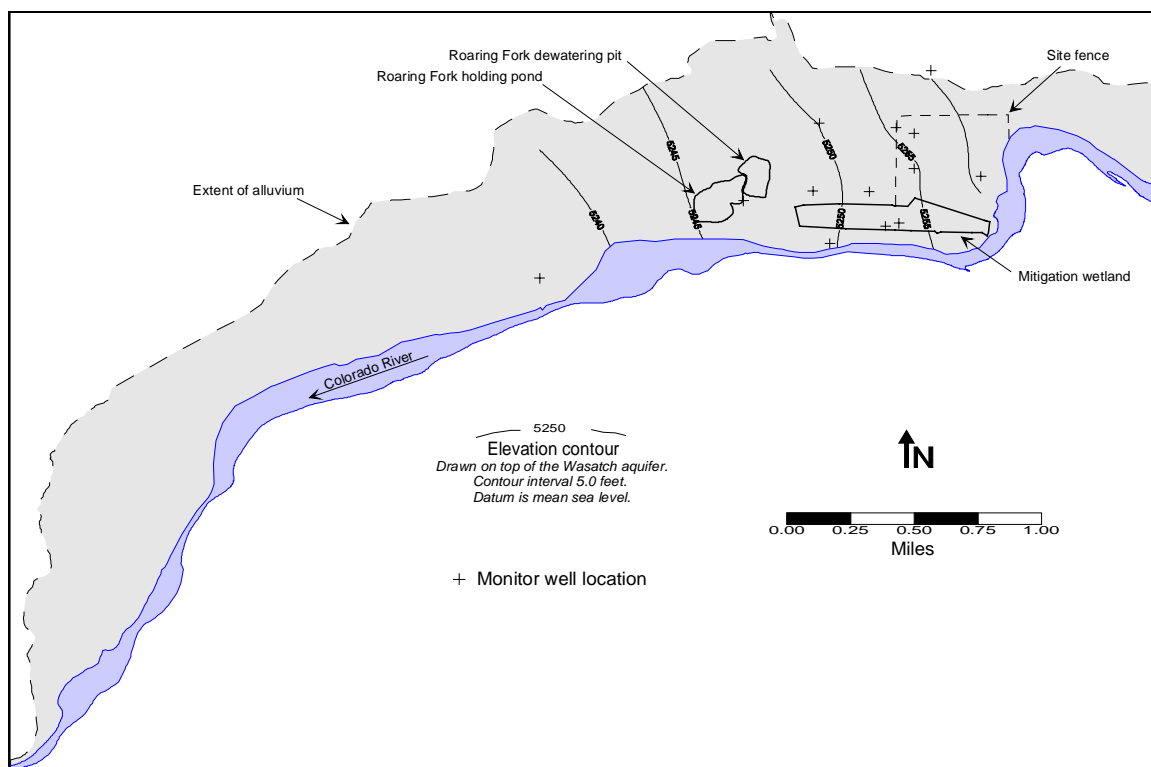 Roaring Fork dewatering pit
Site fence
Roaring Fork holding pond
5245
5250
5255
Extent of alluvium
5240
5245
5250
5255
Mitigation wetland
Colorado River
5250
Elevation contour
Drawn on top of the Wasatch aquifer.
Contour interval 5.0 feet.
Datum is mean sea level.
N
0.00 0.25 0.50 0.75 1.00
Miles
+ Monitor well location